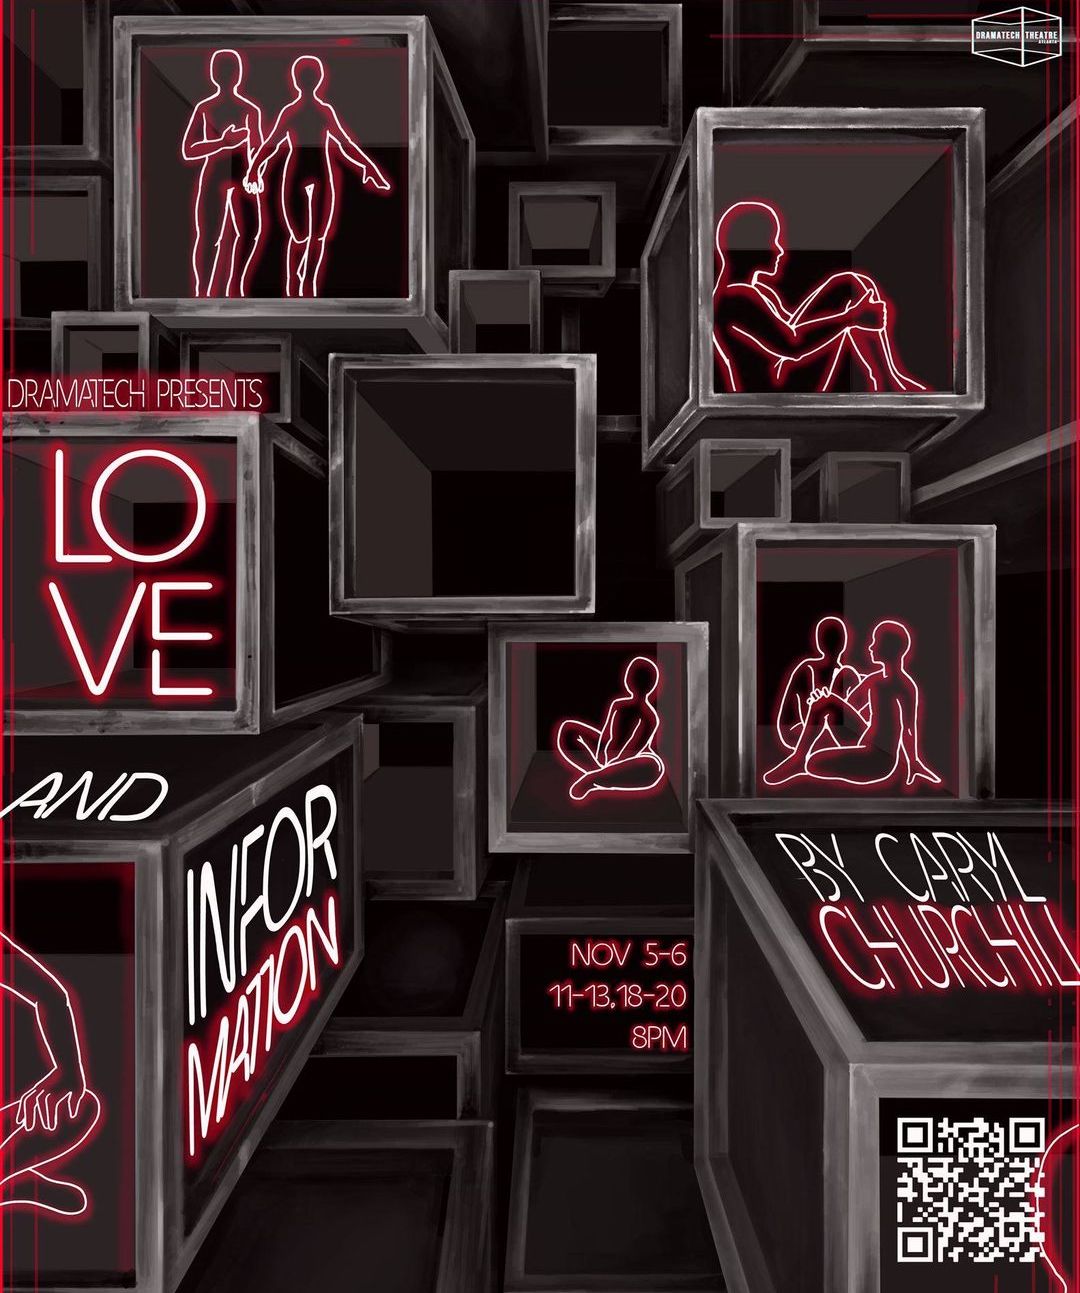 DRAMATECH THEATRE
ATLANTA
DRAMATECH PRESENTS
LO
VE
AND
INFOR
MATION
BY CARYL
CHURCHILL
NOV 5-6
11-13,18-20
8PM